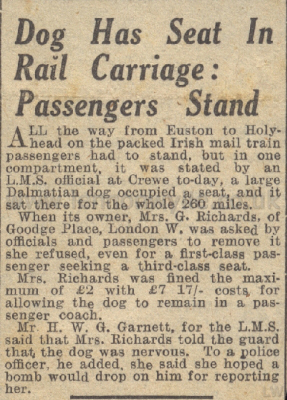 Dog Has Seat In
Rail Carriage:
Passengers Stand
ALL the way from Euston to Holy-
head on the packed Irish mail train
passengers had to stand, but in one
compartment, it was stated by an
L.M.S. official at Crewe to-day, a large
Dalmatian dog occupied a seat, and it
sat there for the whole 260 miles.
When its owner, Mrs. G. Richards, of
Goodge Place, London W, was asked by
officials and passengers to remove it
she refused, even for a first-class pas-
senger seeking a third-class seat.
Mrs. Richards was fined the maxi-
mum of £2 with £7 17/- costs for
allowing the dog to remain in a pas-
senger coach.
Mr. H. W. G. Garnett, for the L.M.S.
said that Mrs. Richards told the guard
that the dog was nervous. To a police
officer, he added, she said she hoped a
bomb would drop on him for reporting
her.